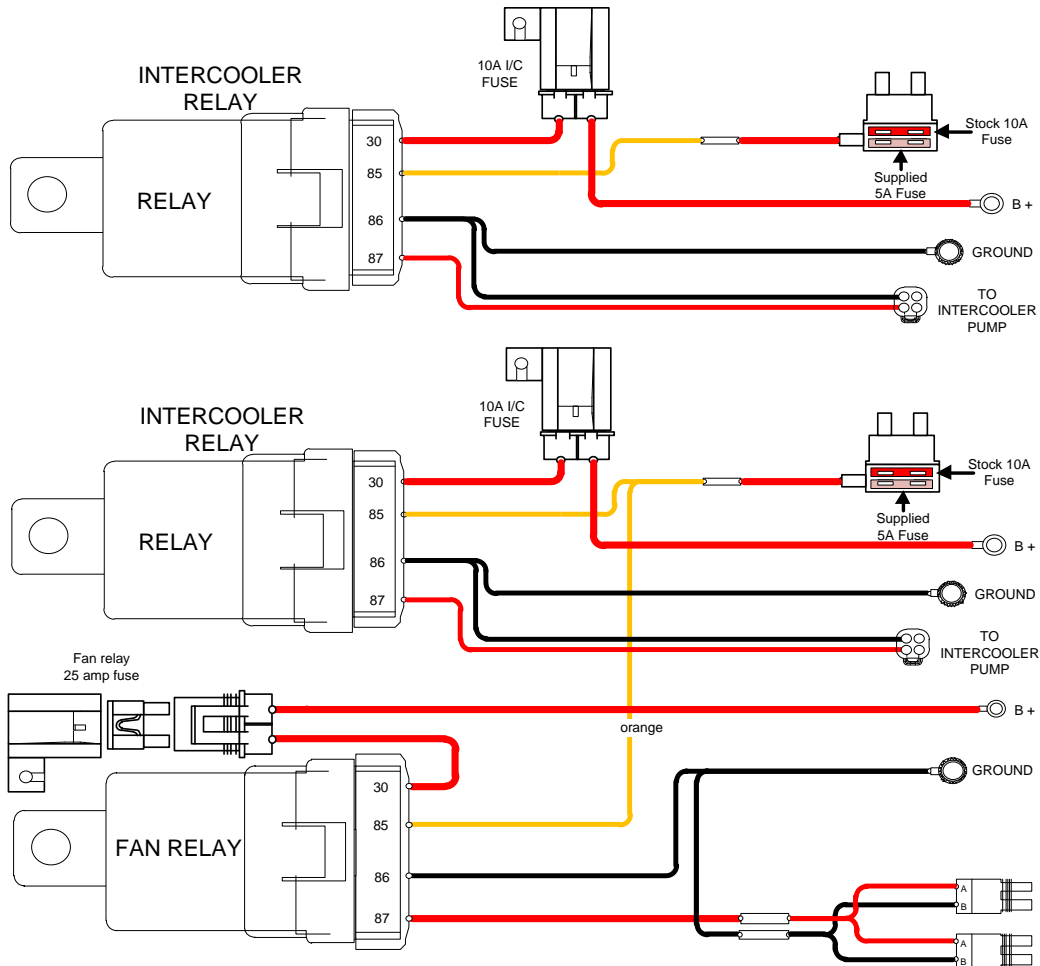 INTERCOOLER
RELAY
10A I/C
FUSE
RELAY
30
85
86
87
Stock 10A
Fuse
Supplied
5A Fuse
B +
GROUND
TO
INTERCOOLER
PUMP
INTERCOOLER
RELAY
10A I/C
FUSE
RELAY
30
85
86
87
Stock 10A
Fuse
Supplied
5A Fuse
B +
GROUND
TO
INTERCOOLER
PUMP
Fan relay
25 amp fuse
B +
orange
GROUND
FAN RELAY
30
85
86
87
A
B
A
B